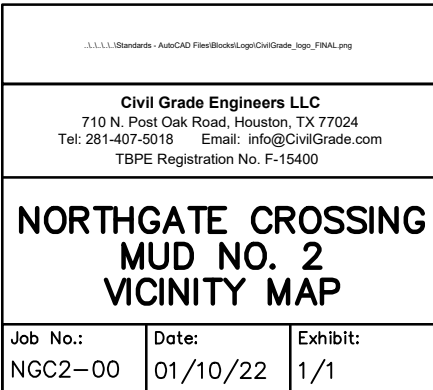 ..\..\..\..\..\Standards - AutoCAD Files\Blocks\Logo\CivilGrade_logo_FINAL.png
Civil Grade Engineers LLC
710 N. Post Oak Road, Houston, TX 77024
Tel: 281-407-5018 Email: info@CivilGrade.com
TBPE Registration No. F-15400
NORTHGATE CROSSING
MUD NO. 2
VICINITY MAP
Job No.: Date: Exhibit:
NGC2-00 01/10/22 1/1